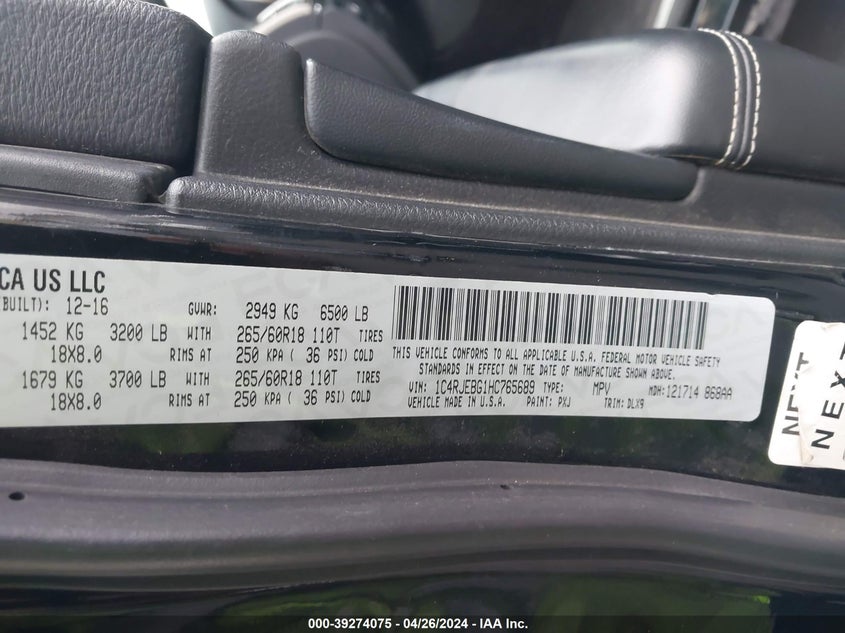 CA US LLC
(BUILT): 12-16 GVWR: 2949 KG 6500 LB
1452 KG 3200 LB WITH 265/60R18 110T TIRES
18X8.0 RIMS AT 250 KPA ( 36 PSI) COLD
1679 KG 3700 LB WITH 265/60R18 110T TIRES
18X8.0 RIMS AT 250 KPA ( 36 PSI) COLD
THIS VEHICLE CONFORMS TO ALL APPLICABLE U.S.A. FEDERAL MOTOR VEHICLE SAFETY
STANDARDS IN EFFECT ON THE DATE OF MANUFACTURE SHOWN ABOVE.
VIN: 1C4RJEBG1HC765689 TYPE: MPV MDH:121714 868AA
VEHICLE MADE IN U.S.A. PAINT: PXJ TRIM: DLX9
NEXT
NEXT
000-39274075 - 04/26/2024 - IAA Inc.